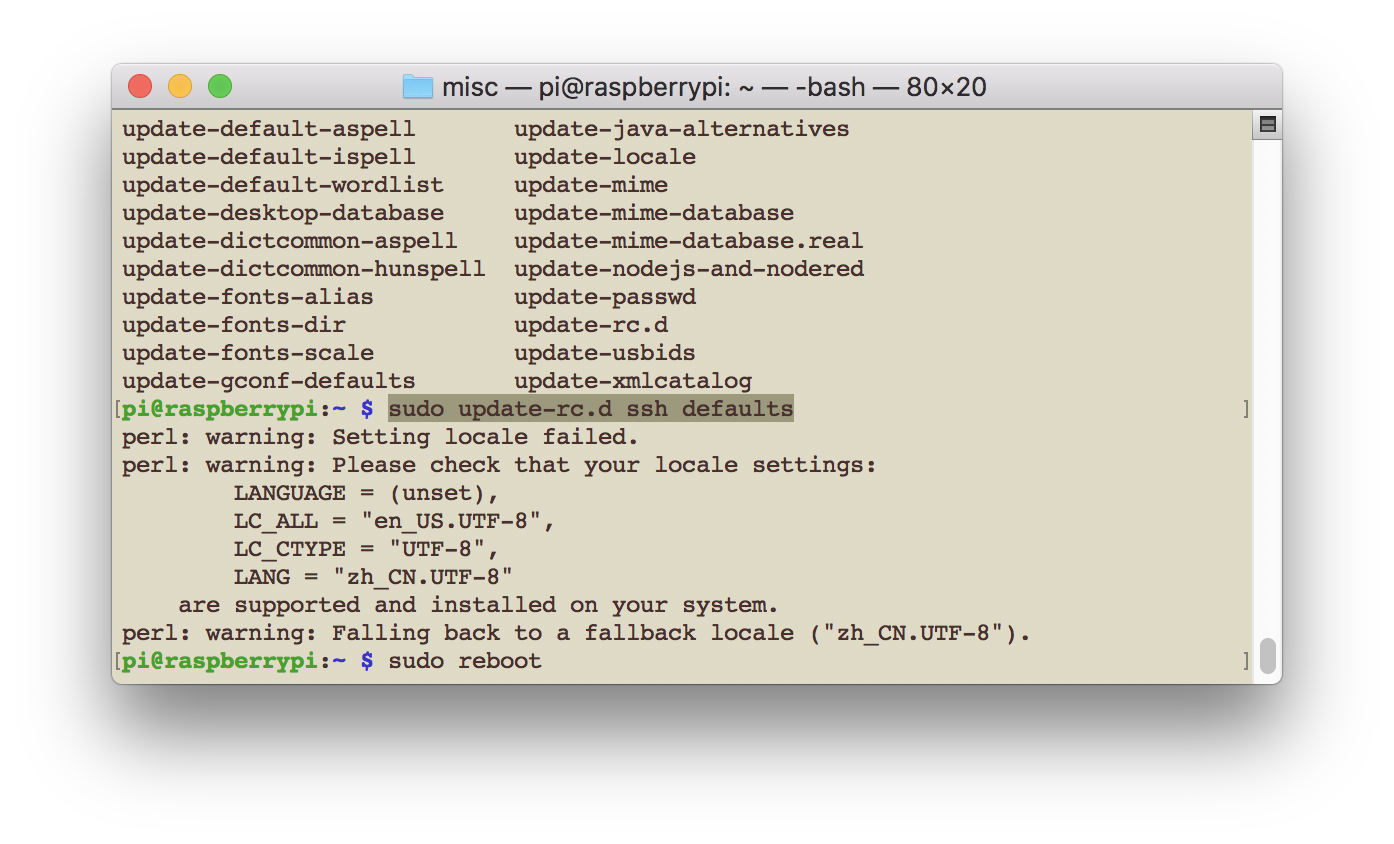 misc — pi@raspberrypi: ~ — -bash — 80×20
update-default-aspell       update-java-alternatives
update-default-ispell       update-locale
update-default-wordlist     update-mime
update-desktop-database     update-mime-database
update-dictcommon-aspell    update-mime-database.real
update-dictcommon-hunspell  update-nodejs-and-nodered
update-fonts-alias          update-passwd
update-fonts-dir            update-rc.d
update-fonts-scale          update-usbids
update-gconf-defaults       update-xmlcatalog
[pi@raspberrypi:~ $ sudo update-rc.d ssh defaults ]
perl: warning: Setting locale failed.
perl: warning: Please check that your locale settings:
        LANGUAGE = (unset),
        LC_ALL = "en_US.UTF-8",
        LC_CTYPE = "UTF-8",
        LANG = "zh_CN.UTF-8"
    are supported and installed on your system.
perl: warning: Falling back to a fallback locale ("zh_CN.UTF-8").
[pi@raspberrypi:~ $ sudo reboot ]